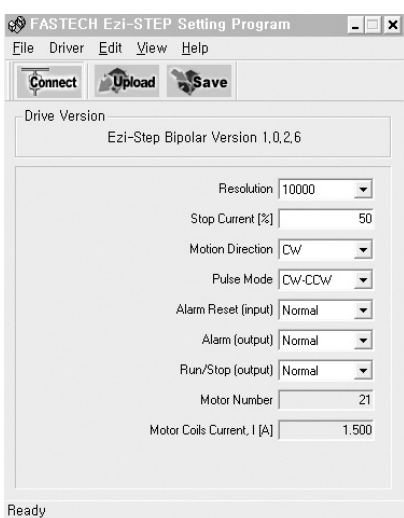 FASTECH Ezi-STEP Setting Program
File Driver Edit View Help
Connect Upload Save
Drive Version
Ezi-Step Bipolar Version 1,0,2,6
Resolution 10000
Stop Current [%] 50
Motion Direction CW
Pulse Mode CW-CCW
Alarm Reset (input) Normal
Alarm (output) Normal
Run/Stop (output) Normal
Motor Number 21
Motor Coils Current, I [A] 1.500
Ready